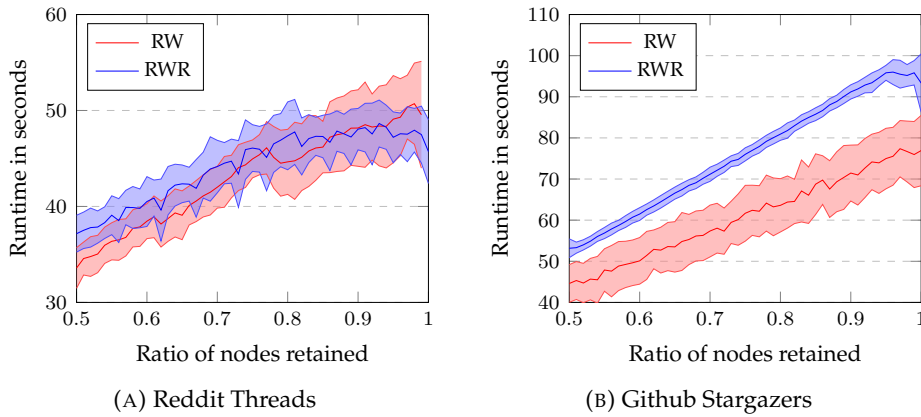 60
50
40
30
0.5 0.6 0.7 0.8 0.9 1
Runtime in seconds
Ratio of nodes retained
RW
RWR
(A) Reddit Threads
100
90
80
70
60
50
40
0.5 0.6 0.7 0.8 0.9 1
Runtime in seconds
Ratio of nodes retained
RW
RWR
(B) Github Stargazers